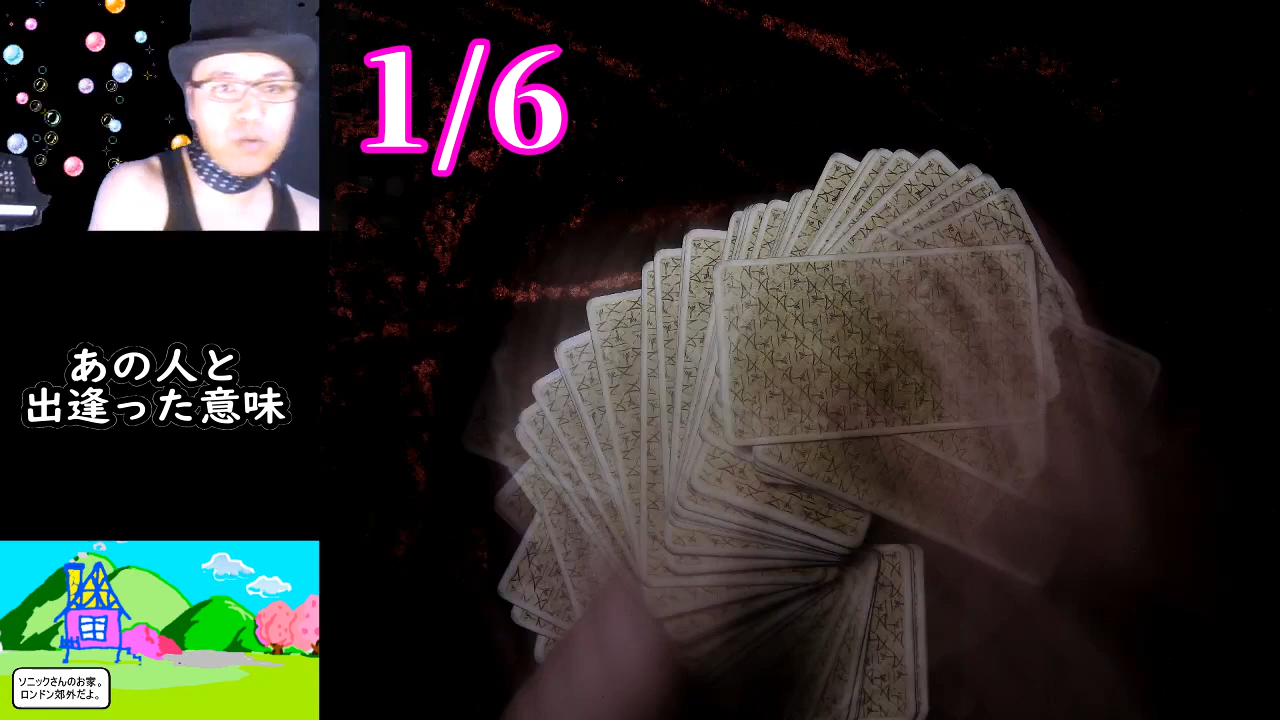 1/6
あの人と
出逢った意味
ソニックさんのお家。
ロンドン郊外だよ。